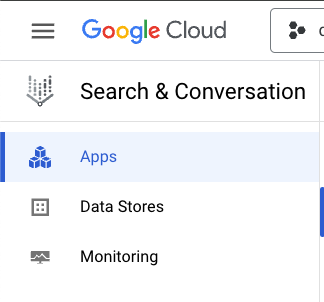 Google Cloud
Search & Conversation
Apps
Data Stores
Monitoring